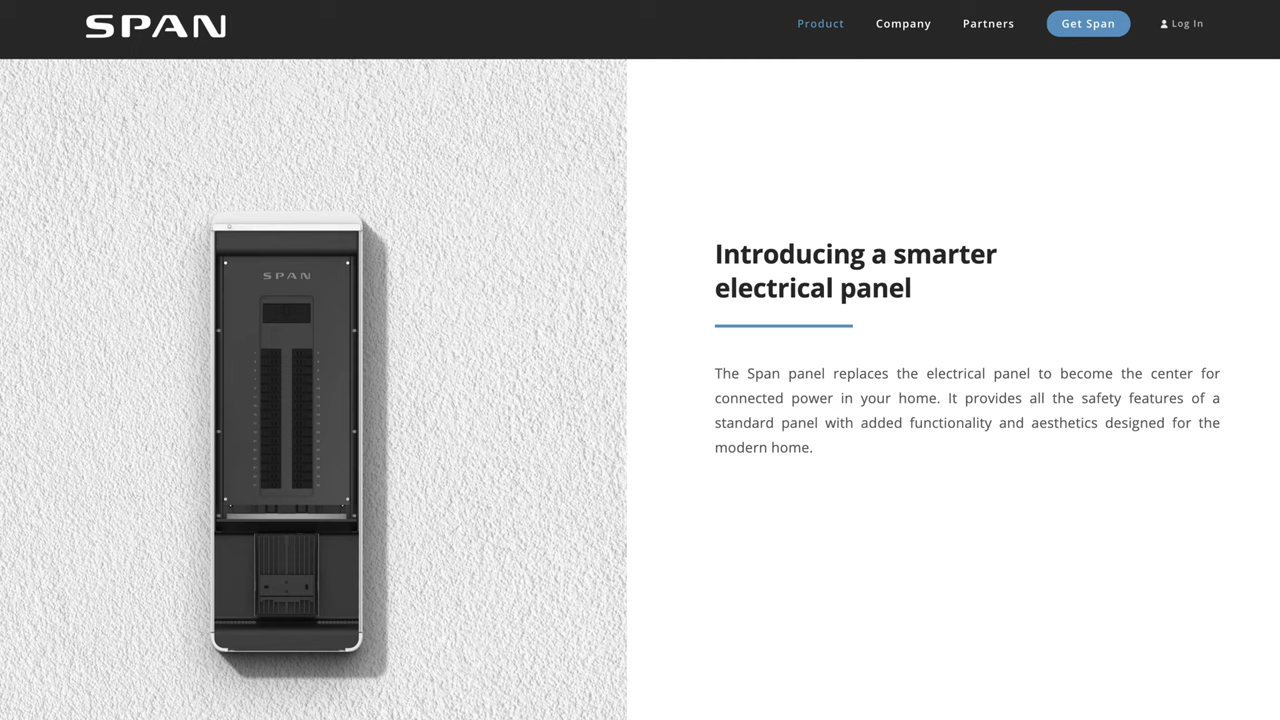 SPAN
Product
Company
Partners
Get Span
Log In
SPAN
Introducing a smarter
electrical panel
The Span panel replaces the electrical panel to become the center for
connected power in your home. It provides all the safety features of a
standard panel with added functionality and aesthetics designed for the
modern home.